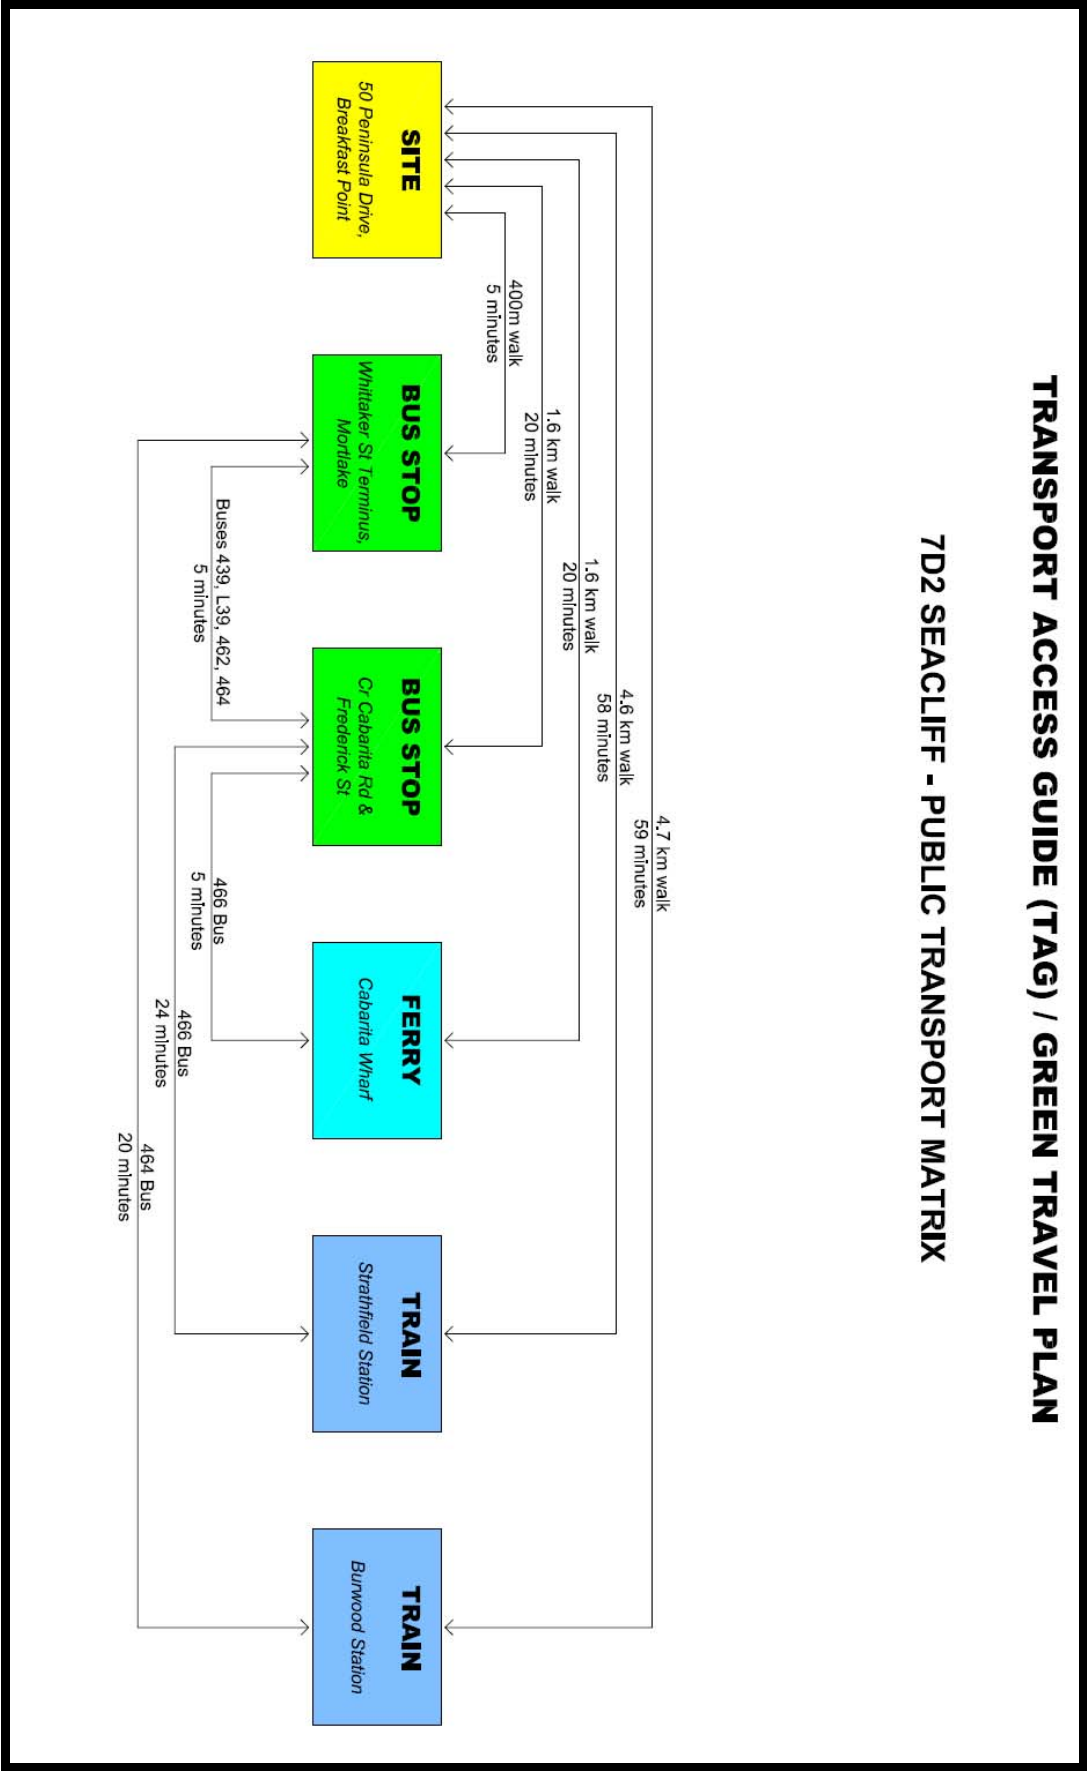 TRANSPORT ACCESS GUIDE (TAG) / GREEN TRAVEL PLAN
7D2 SEACLIFF - PUBLIC TRANSPORT MATRIX
4.7 km walk
59 minutes
4.6 km walk
58 minutes
1.6 km walk
20 minutes
1.6 km walk
20 minutes
400m walk
5 minutes
SITE
50 Peninsula Drive,
Breakfast Point
BUS STOP
Whittaker St Terminus,
Mortlake
BUS STOP
Cr Cabarita Rd &
Frederick St
FERRY
Cabarita Wharf
TRAIN
Strathfield Station
TRAIN
Burwood Station
Buses 439, L39, 462, 464
5 minutes
466 Bus
5 minutes
466 Bus
24 minutes
464 Bus
20 minutes